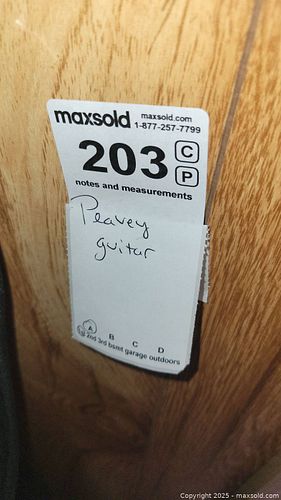 maxsold maxsold.com
1-877-257-7799
203 C
P
notes and measurements
Peavey
guitar
A B C D
2nd 3rd bsmt garage outdoors
Copyright © 2025 - maxsold.com